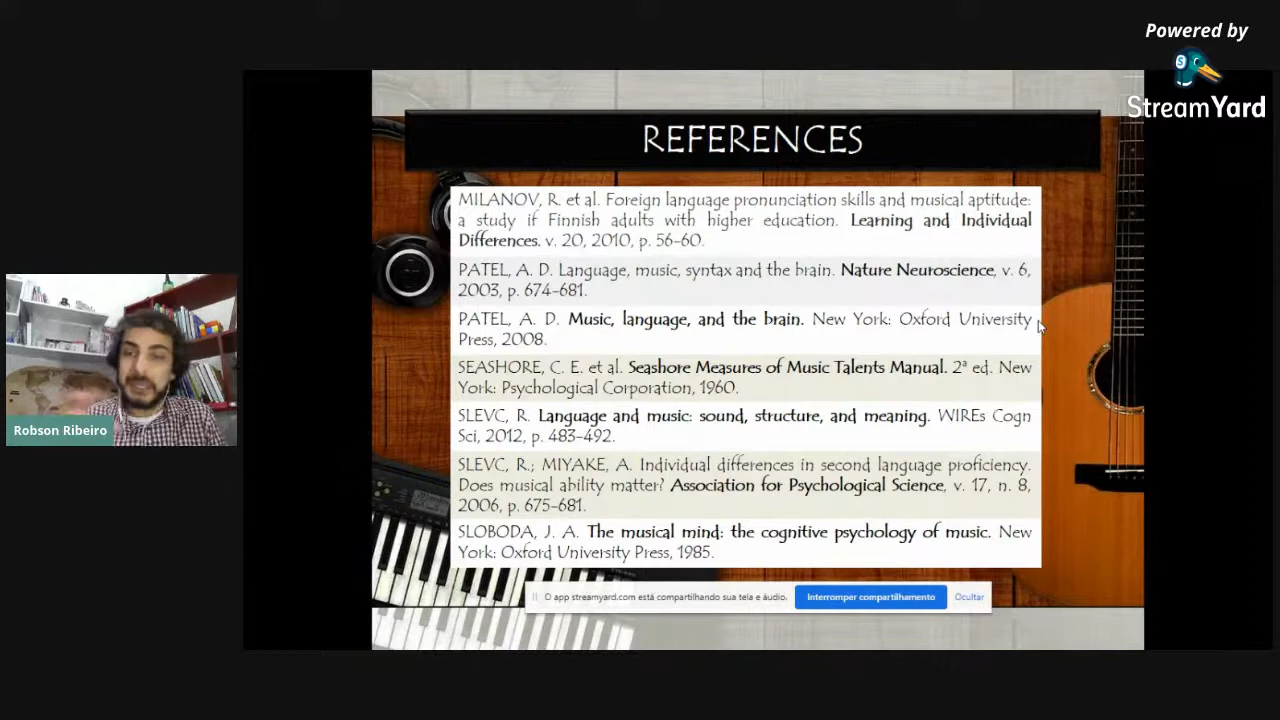 Powered by
StreamYard
REFERENCES
MILANOV, R. et al. Foreign language pronunciation skills and musical aptitude:
a study if Finnish adults with higher education. Learning and Individual
Differences. v. 20, 2010, p. 56-60.
PATEL, A. D. Language, music, syntax and the brain. Nature Neuroscience, v. 6,
2003, p. 674-681.
PATEL, A. D. Music, language, and the brain. New York: Oxford University
Press, 2008.
SEASHORE, C. E. et al. Seashore Measures of Music Talents Manual. 2ª ed. New
York: Psychological Corporation, 1960.
SLEVC, R. Language and music: sound, structure, and meaning. WIREs Cogn
Sci, 2012, p. 483-492.
SLEVC, R.; MIYAKE, A. Individual differences in second language proficiency.
Does musical ability matter? Association for Psychological Science, v. 17, n. 8,
2006, p. 675-681.
SLOBODA, J. A. The musical mind: the cognitive psychology of music. New
York: Oxford University Press, 1985.
Robson Ribeiro
O app streamyard.com está compartilhando sua tela e áudio.
Interromper compartilhamento
Ocultar